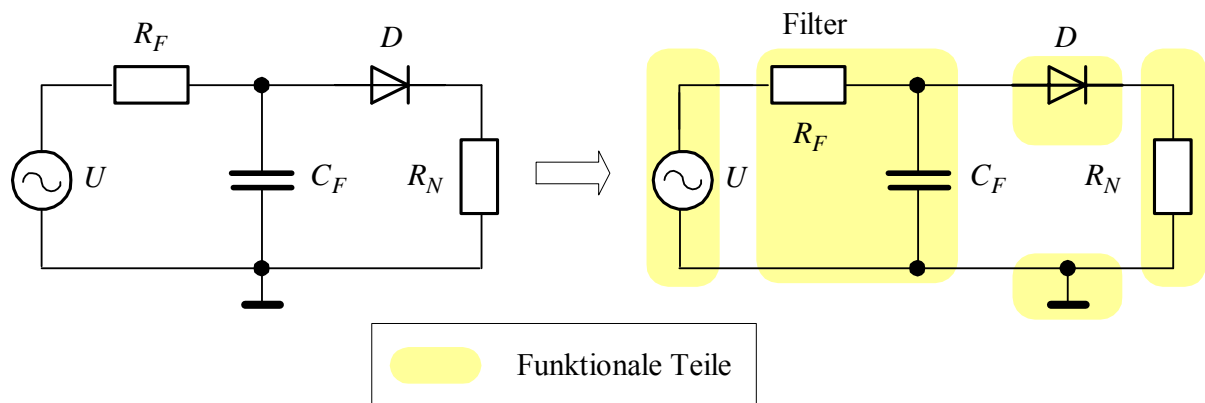 R_F
D
U
C_F
R_N
Filter
D
R_F
U
C_F
R_N
Funktionale Teile